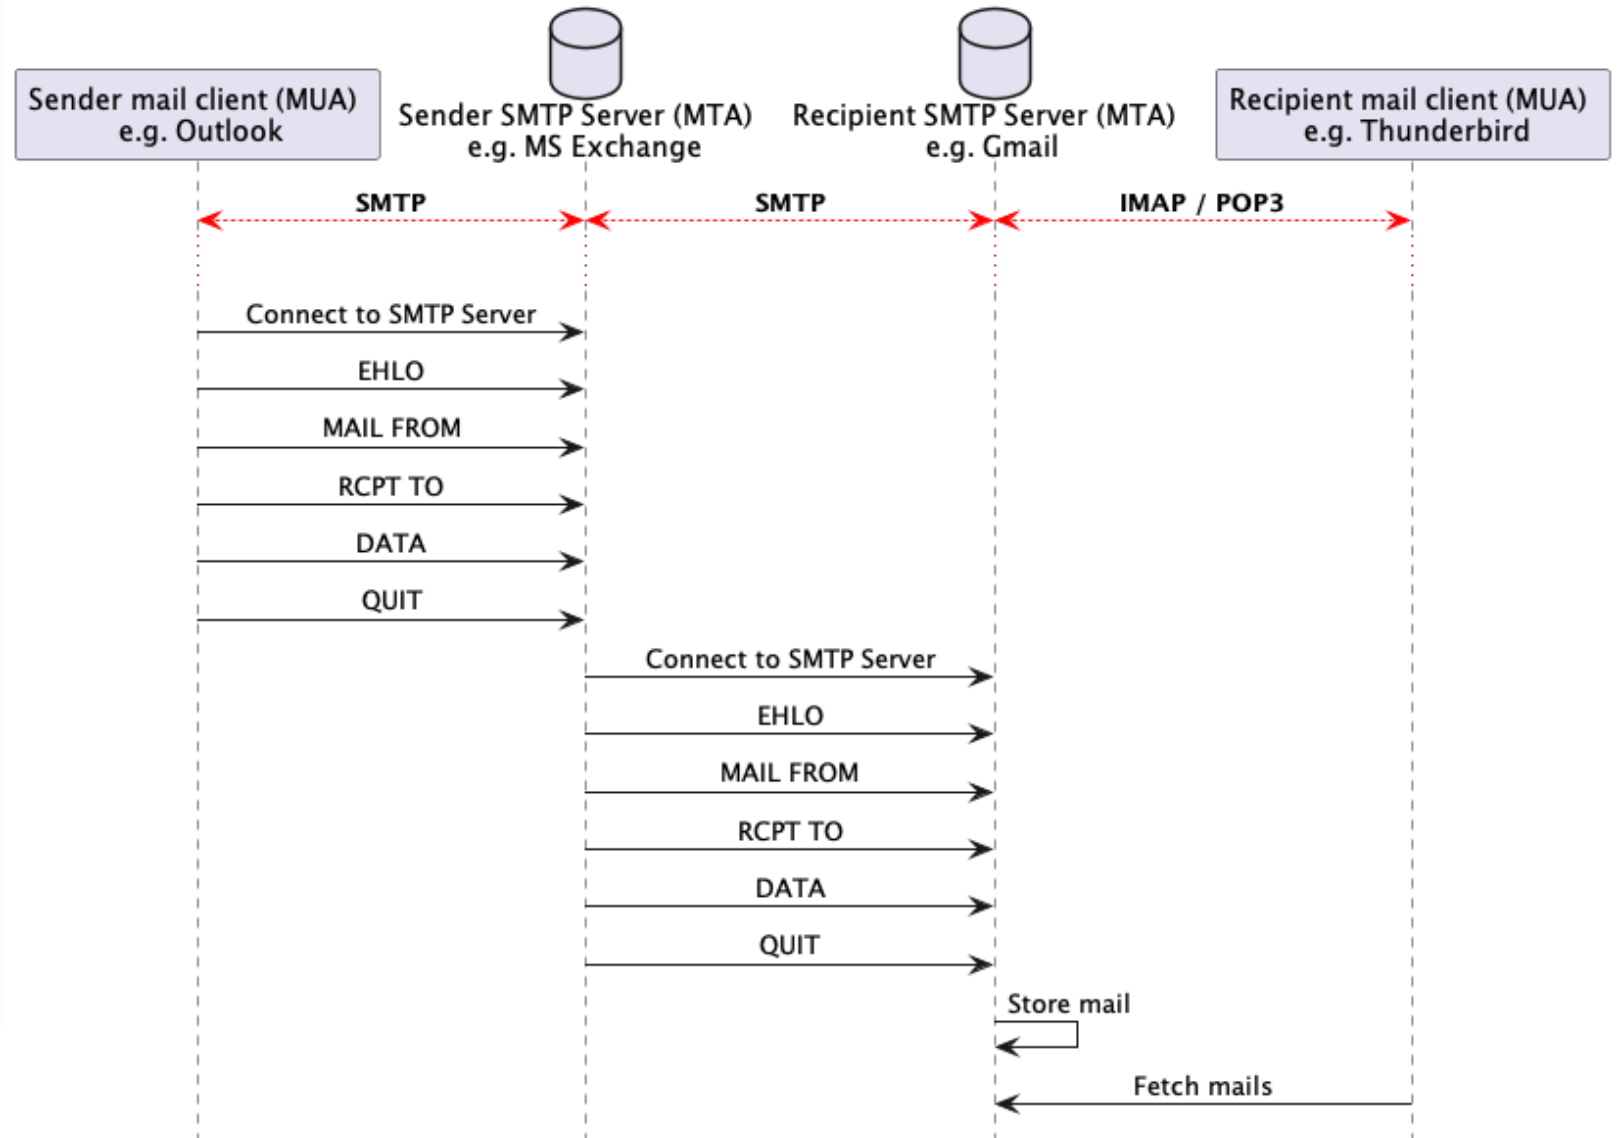 Sender mail client (MUA)
e.g. Outlook
Sender SMTP Server (MTA)
e.g. MS Exchange
Recipient SMTP Server (MTA)
e.g. Gmail
Recipient mail client (MUA)
e.g. Thunderbird
SMTP
SMTP
IMAP / POP3
Connect to SMTP Server
EHLO
MAIL FROM
RCPT TO
DATA
QUIT
Connect to SMTP Server
EHLO
MAIL FROM
RCPT TO
DATA
QUIT
Store mail
Fetch mails